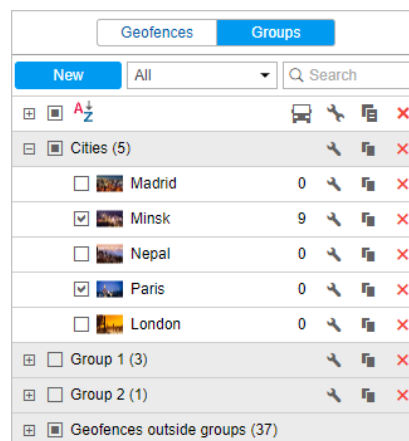 Geofences Groups
New All Search
A Z
Cities (5)
Madrid 0
Minsk 9
Nepal 0
Paris 0
London 0
Group 1 (3)
Group 2 (1)
Geofences outside groups (37)